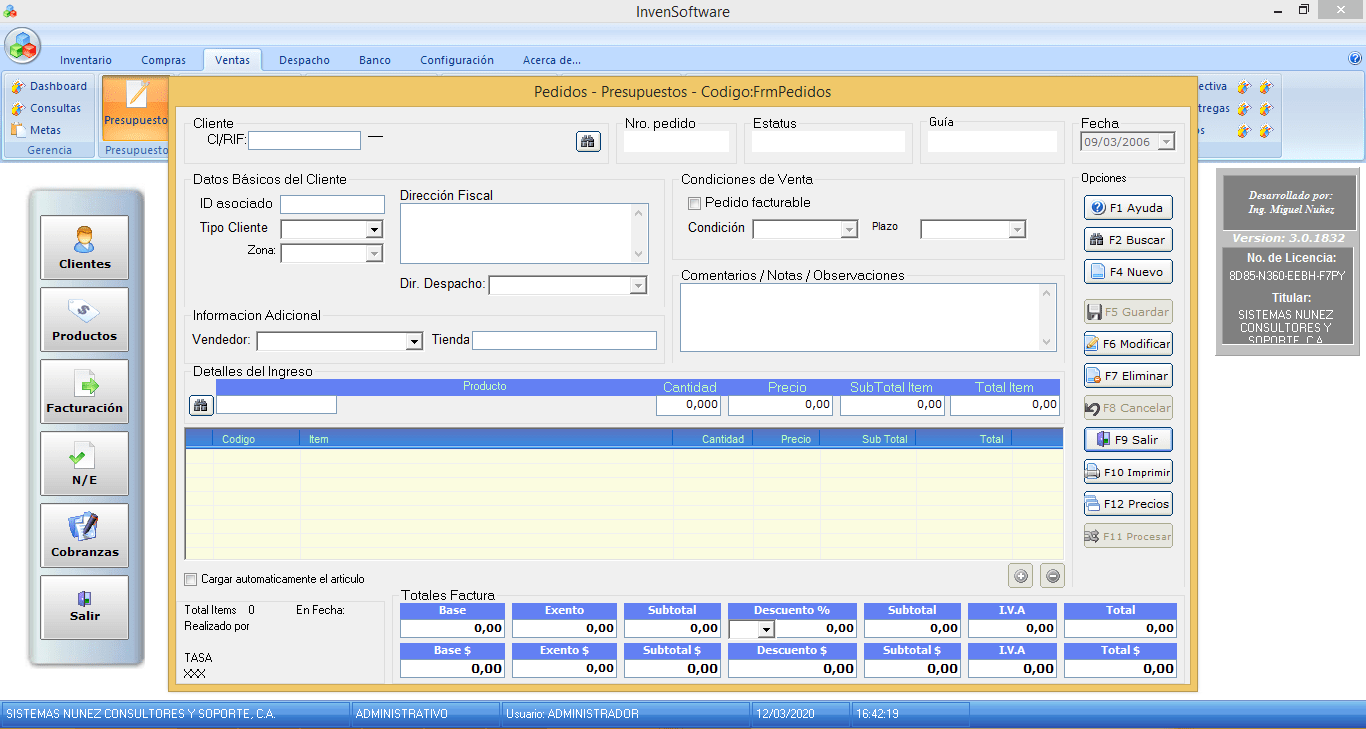 InvenSoftware
Inventario Compras Ventas Despacho Banco Configuración Acerca de...
Dashboard
Consultas
Metas
Gerencia
Presupuesto
Presupuesto
ectiva
tregas
s
Pedidos - Presupuestos - Codigo:FrmPedidos
Cliente
CI/RIF:
Nro. pedido
Estatus
Guía
Fecha
09/03/2006
Datos Básicos del Cliente
ID asociado
Tipo Cliente
Zona:
Dirección Fiscal
Dir. Despacho:
Condiciones de Venta
Pedido facturable
Condición Plazo
Comentarios / Notas / Observaciones
Informacion Adicional
Vendedor: Tienda
Detalles del Ingreso
Producto Cantidad Precio SubTotal Item Total Item
0,000 0,00 0,00 0,00
Codigo Item Cantidad Precio Sub Total Total
Cargar automaticamente el articulo
Total Items 0 En Fecha:
Realizado por
TASA
XXX
Totales Factura
Base Exento Subtotal Descuento % Subtotal I.V.A Total
0,00 0,00 0,00 0,00 0,00 0,00 0,00
Base $ Exento $ Subtotal $ Descuento $ Subtotal $ I.V.A Total $
0,00 0,00 0,00 0,00 0,00 0,00 0,00
Opciones
F1 Ayuda
F2 Buscar
F4 Nuevo
F5 Guardar
F6 Modificar
F7 Eliminar
F8 Cancelar
F9 Salir
F10 Imprimir
F12 Precios
F11 Procesar
Clientes
Productos
Facturación
N/E
Cobranzas
Salir
Desarrollado por:
Ing. Miguel Nuñez
Version: 3.0.1832
No. de Licencia:
8D85-N360-EEBH-F7PY
Titular:
SISTEMAS NUNEZ
CONSULTORES Y
SOPORTE, C.A.
SISTEMAS NUNEZ CONSULTORES Y SOPORTE, C.A. ADMINISTRATIVO Usuario: ADMINISTRADOR 12/03/2020 16:42:19